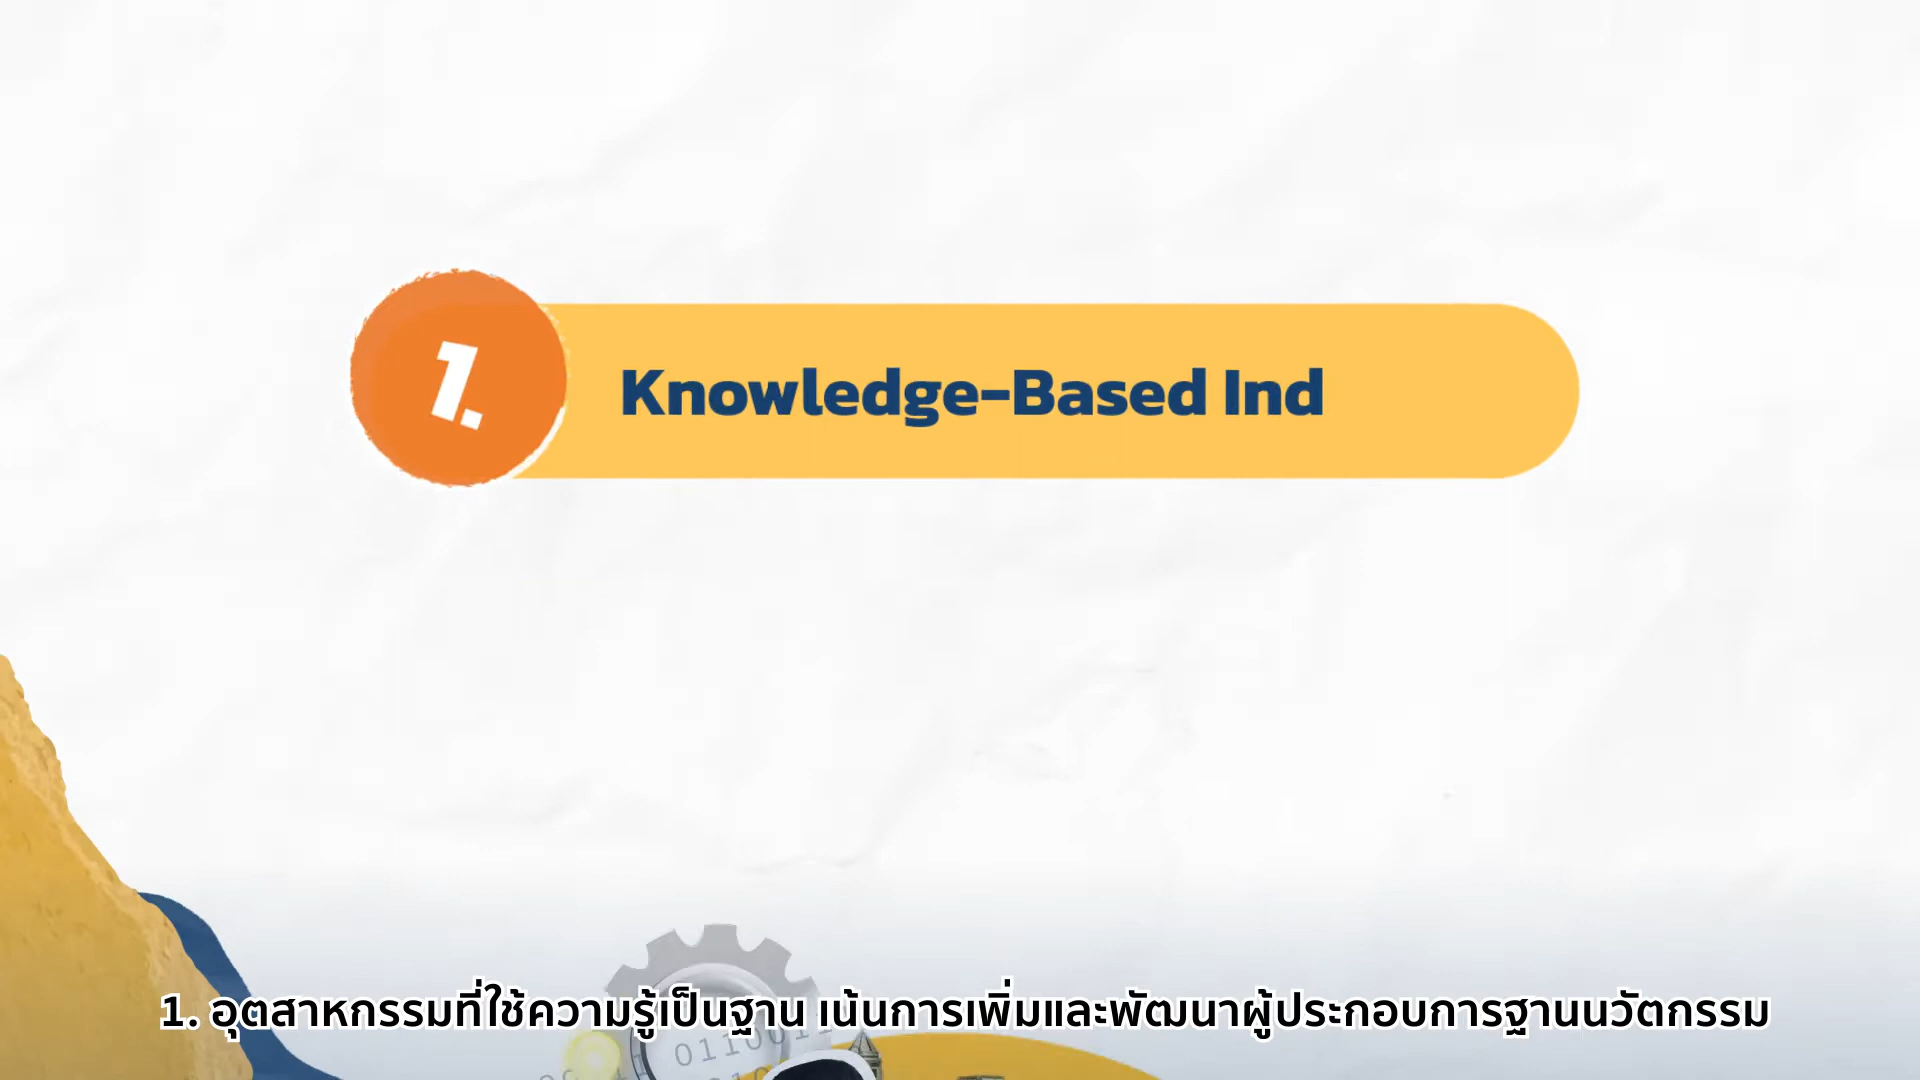 1.
Knowledge-Based Ind
1. อุตสาหกรรมที่ใช้ความรู้เป็นฐาน เน้นการเพิ่มและพัฒนาผู้ประกอบการฐานนวัตกรรม